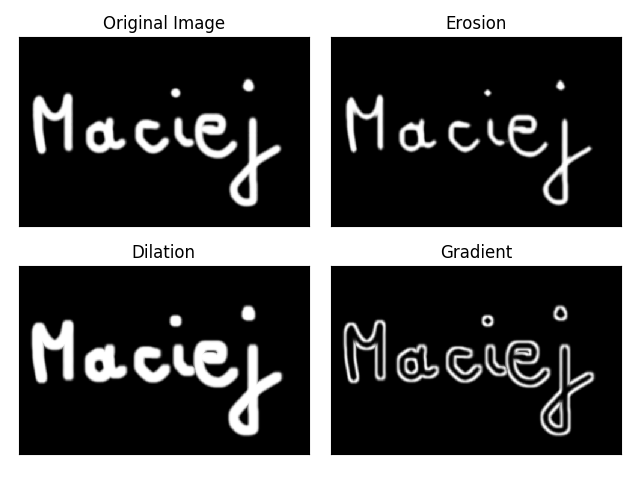 Original Image
Erosion
Maciej
Maciej
Dilation
Gradient
Maciej
Maciej